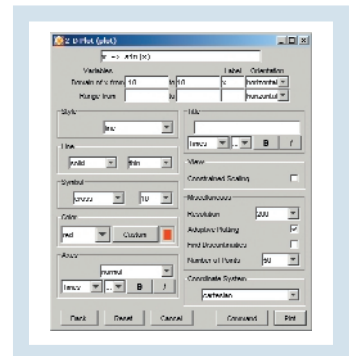 2-D Plot (plot)
x -> sin(x)
Variables Label Orientation
Domain of x from -10 to 10 x horizontal
Range from to horizontal
Style
line
Title
Times ... B I
Line
solid thin
View
Constrained Scaling
Symbol
cross 10
Miscellaneous
Resolution 200
Adaptive Plotting
Find Discontinuities
Number of Points 50
Color
red Custom
Axes
normal
Times ... B I
Coordinate System
cartesian
Back Reset Cancel Command Plot